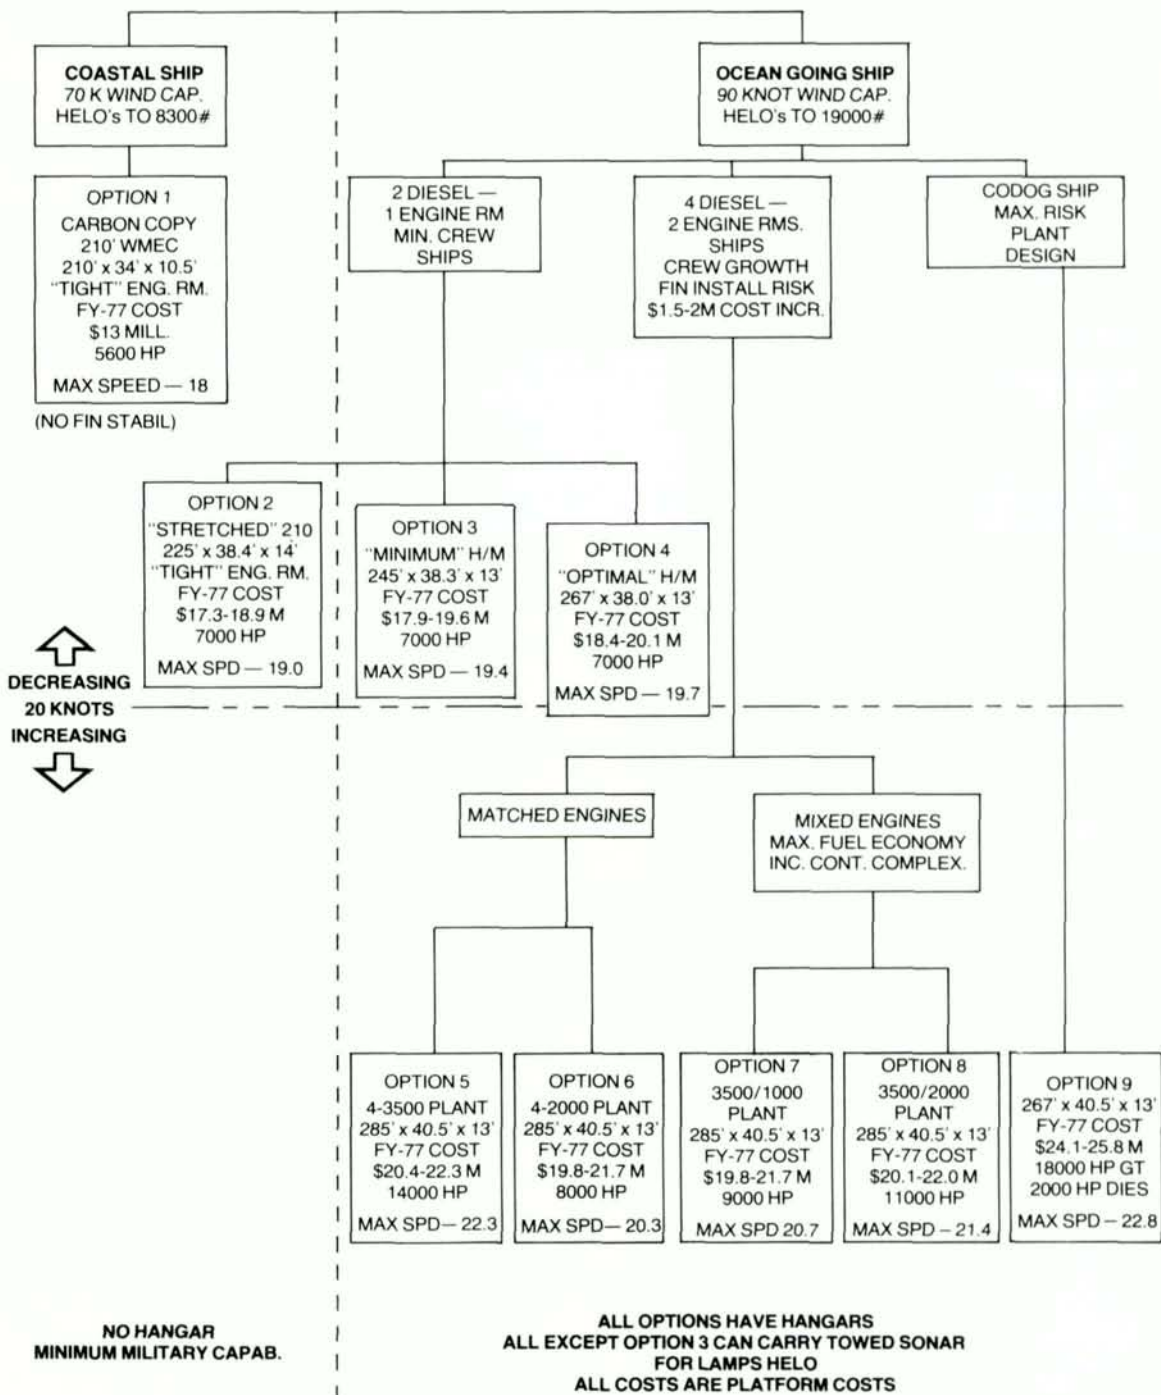 COASTAL SHIP
70 K WIND CAP.
HELO's TO 8300#
OCEAN GOING SHIP
90 KNOT WIND CAP.
HELO's TO 19000#
OPTION 1
CARBON COPY
210' WMEC
210' x 34' x 10.5'
"TIGHT" ENG. RM.
FY-77 COST
$13 MILL.
5600 HP
MAX SPEED — 18
(NO FIN STABIL)
2 DIESEL —
1 ENGINE RM
MIN. CREW
SHIPS
4 DIESEL —
2 ENGINE RMS.
SHIPS
CREW GROWTH
FIN INSTALL RISK
$1.5-2M COST INCR.
CODOG SHIP
MAX. RISK
PLANT
DESIGN
OPTION 2
"STRETCHED" 210
225' x 38.4' x 14'
"TIGHT" ENG. RM.
FY-77 COST
$17.3-18.9 M
7000 HP
MAX SPD — 19.0
OPTION 3
"MINIMUM" H/M
245' x 38.3' x 13'
FY-77 COST
$17.9-19.6 M
7000 HP
MAX SPD — 19.4
OPTION 4
"OPTIMAL" H/M
267' x 38.0' x 13'
FY-77 COST
$18.4-20.1 M
7000 HP
MAX SPD — 19.7
DECREASING
20 KNOTS
INCREASING
MATCHED ENGINES
MIXED ENGINES
MAX. FUEL ECONOMY
INC. CONT. COMPLEX.
OPTION 5
4-3500 PLANT
285' x 40.5' x 13'
FY-77 COST
$20.4-22.3 M
14000 HP
MAX SPD— 22.3
OPTION 6
4-2000 PLANT
285' x 40.5' x 13'
FY-77 COST
$19.8-21.7 M
8000 HP
MAX SPD— 20.3
OPTION 7
3500/1000
PLANT
285' x 40.5' x 13'
FY-77 COST
$19.8-21.7 M
9000 HP
MAX SPD 20.7
OPTION 8
3500/2000
PLANT
285' x 40.5' x 13'
FY-77 COST
$20.1-22.0 M
11000 HP
MAX SPD – 21.4
OPTION 9
267' x 40.5' x 13'
FY-77 COST
$24.1-25.8 M
18000 HP GT
2000 HP DIES
MAX SPD — 22.8
NO HANGAR
MINIMUM MILITARY CAPAB.
ALL OPTIONS HAVE HANGARS
ALL EXCEPT OPTION 3 CAN CARRY TOWED SONAR
FOR LAMPS HELO
ALL COSTS ARE PLATFORM COSTS